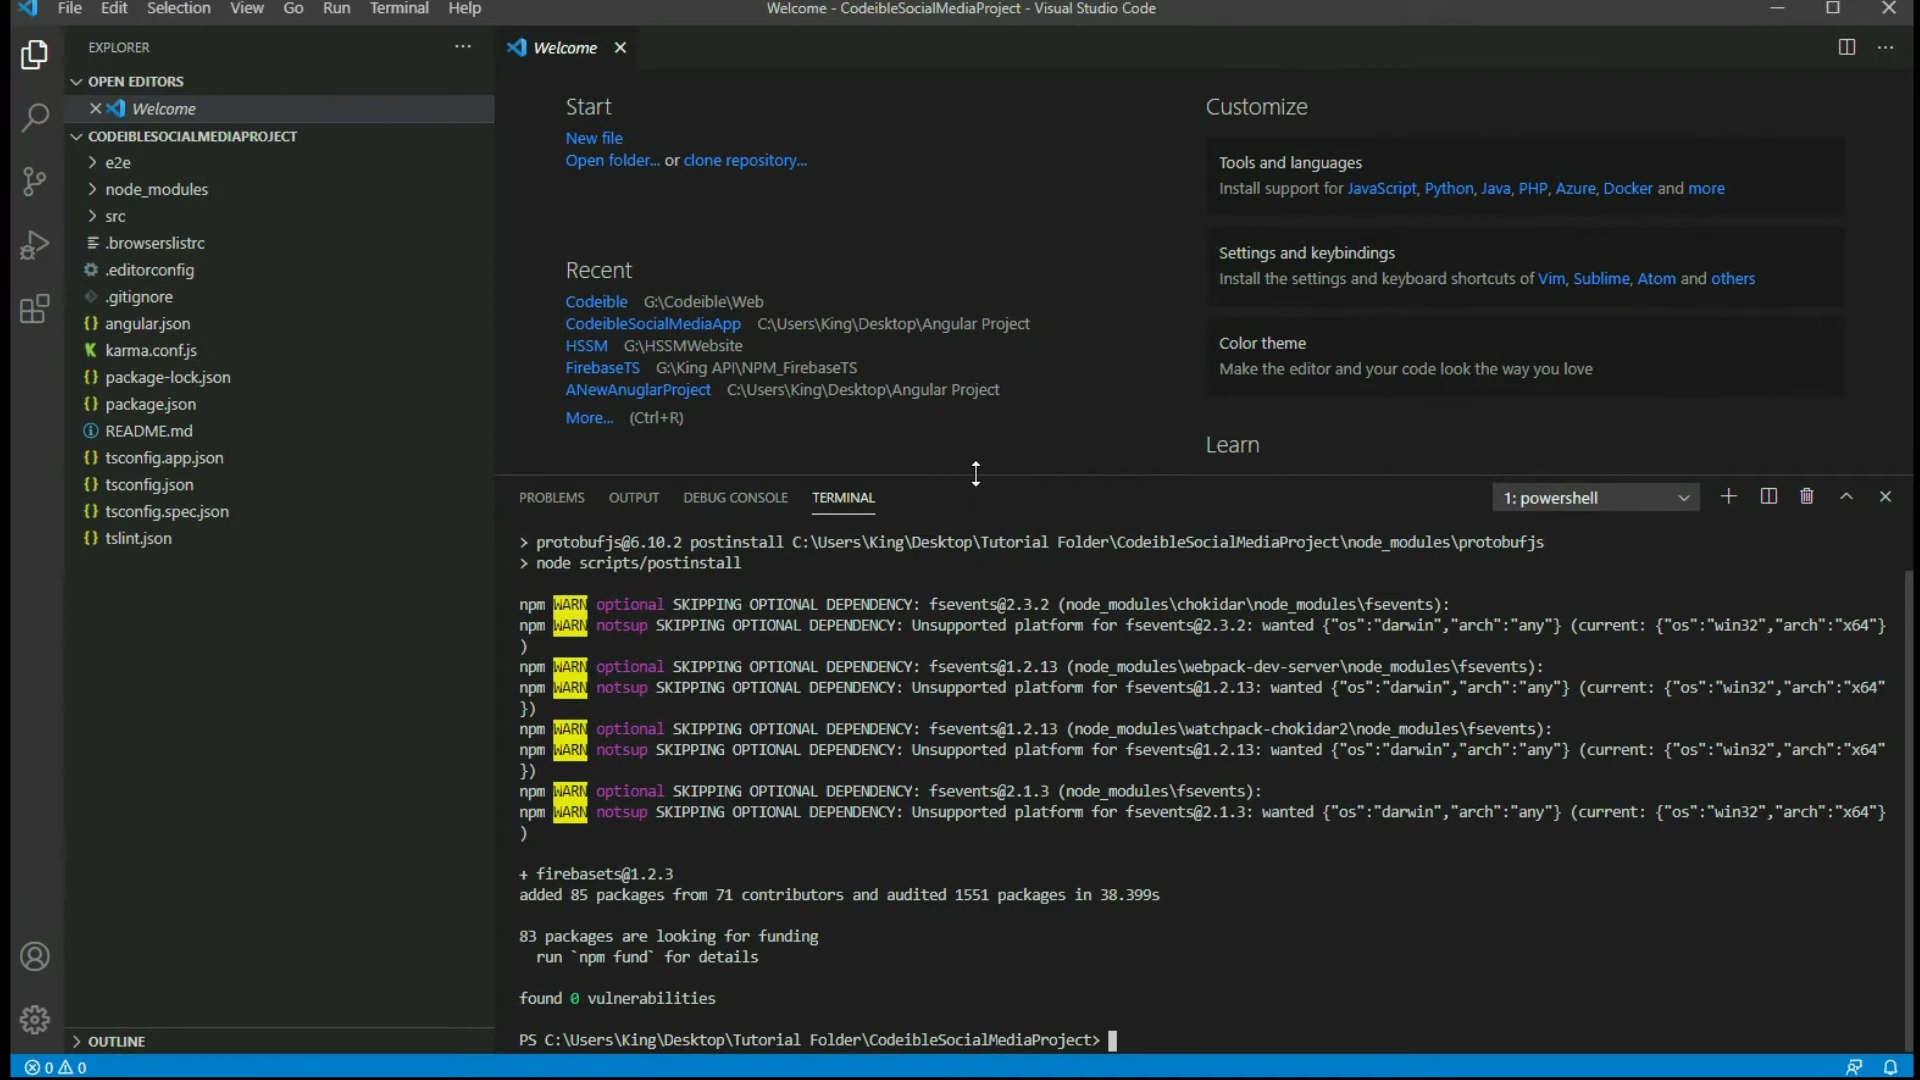 File Edit Selection View Go Run Terminal Help
Welcome - CodeibleSocialMediaProject - Visual Studio Code
EXPLORER
OPEN EDITORS
Welcome
CODEIBLESOCIALMEDIAPROJECT
e2e
node_modules
src
.browserslistrc
.editorconfig
.gitignore
angular.json
karma.conf.js
package-lock.json
package.json
README.md
tsconfig.app.json
tsconfig.json
tsconfig.spec.json
tslint.json
OUTLINE
Welcome
Start
New file
Open folder... or clone repository...
Recent
Codeible G:\Codeible\Web
CodeibleSocialMediaApp C:\Users\King\Desktop\Angular Project
HSSM G:\HSSMWebsite
FirebaseTS G:\King API\NPM_FirebaseTS
ANewAnuglarProject C:\Users\King\Desktop\Angular Project
More... (Ctrl+R)
Customize
Tools and languages
Install support for JavaScript, Python, Java, PHP, Azure, Docker and more
Settings and keybindings
Install the settings and keyboard shortcuts of Vim, Sublime, Atom and others
Color theme
Make the editor and your code look the way you love
Learn
PROBLEMS OUTPUT DEBUG CONSOLE TERMINAL
1: powershell
> protobufjs@6.10.2 postinstall C:\Users\King\Desktop\Tutorial Folder\CodeibleSocialMediaProject\node_modules\protobufjs
> node scripts/postinstall
npm WARN optional SKIPPING OPTIONAL DEPENDENCY: fsevents@2.3.2 (node_modules\chokidar\node_modules\fsevents):
npm WARN notsup SKIPPING OPTIONAL DEPENDENCY: Unsupported platform for fsevents@2.3.2: wanted {"os":"darwin","arch":"any"} (current: {"os":"win32","arch":"x64"}
)
npm WARN optional SKIPPING OPTIONAL DEPENDENCY: fsevents@1.2.13 (node_modules\webpack-dev-server\node_modules\fsevents):
npm WARN notsup SKIPPING OPTIONAL DEPENDENCY: Unsupported platform for fsevents@1.2.13: wanted {"os":"darwin","arch":"any"} (current: {"os":"win32","arch":"x64"
})
npm WARN optional SKIPPING OPTIONAL DEPENDENCY: fsevents@1.2.13 (node_modules\watchpack-chokidar2\node_modules\fsevents):
npm WARN notsup SKIPPING OPTIONAL DEPENDENCY: Unsupported platform for fsevents@1.2.13: wanted {"os":"darwin","arch":"any"} (current: {"os":"win32","arch":"x64"
})
npm WARN optional SKIPPING OPTIONAL DEPENDENCY: fsevents@2.1.3 (node_modules\fsevents):
npm WARN notsup SKIPPING OPTIONAL DEPENDENCY: Unsupported platform for fsevents@2.1.3: wanted {"os":"darwin","arch":"any"} (current: {"os":"win32","arch":"x64"}
)
+ firebasets@1.2.3
added 85 packages from 71 contributors and audited 1551 packages in 38.399s
83 packages are looking for funding
run `npm fund` for details
found 0 vulnerabilities
PS C:\Users\King\Desktop\Tutorial Folder\CodeibleSocialMediaProject>
0 0